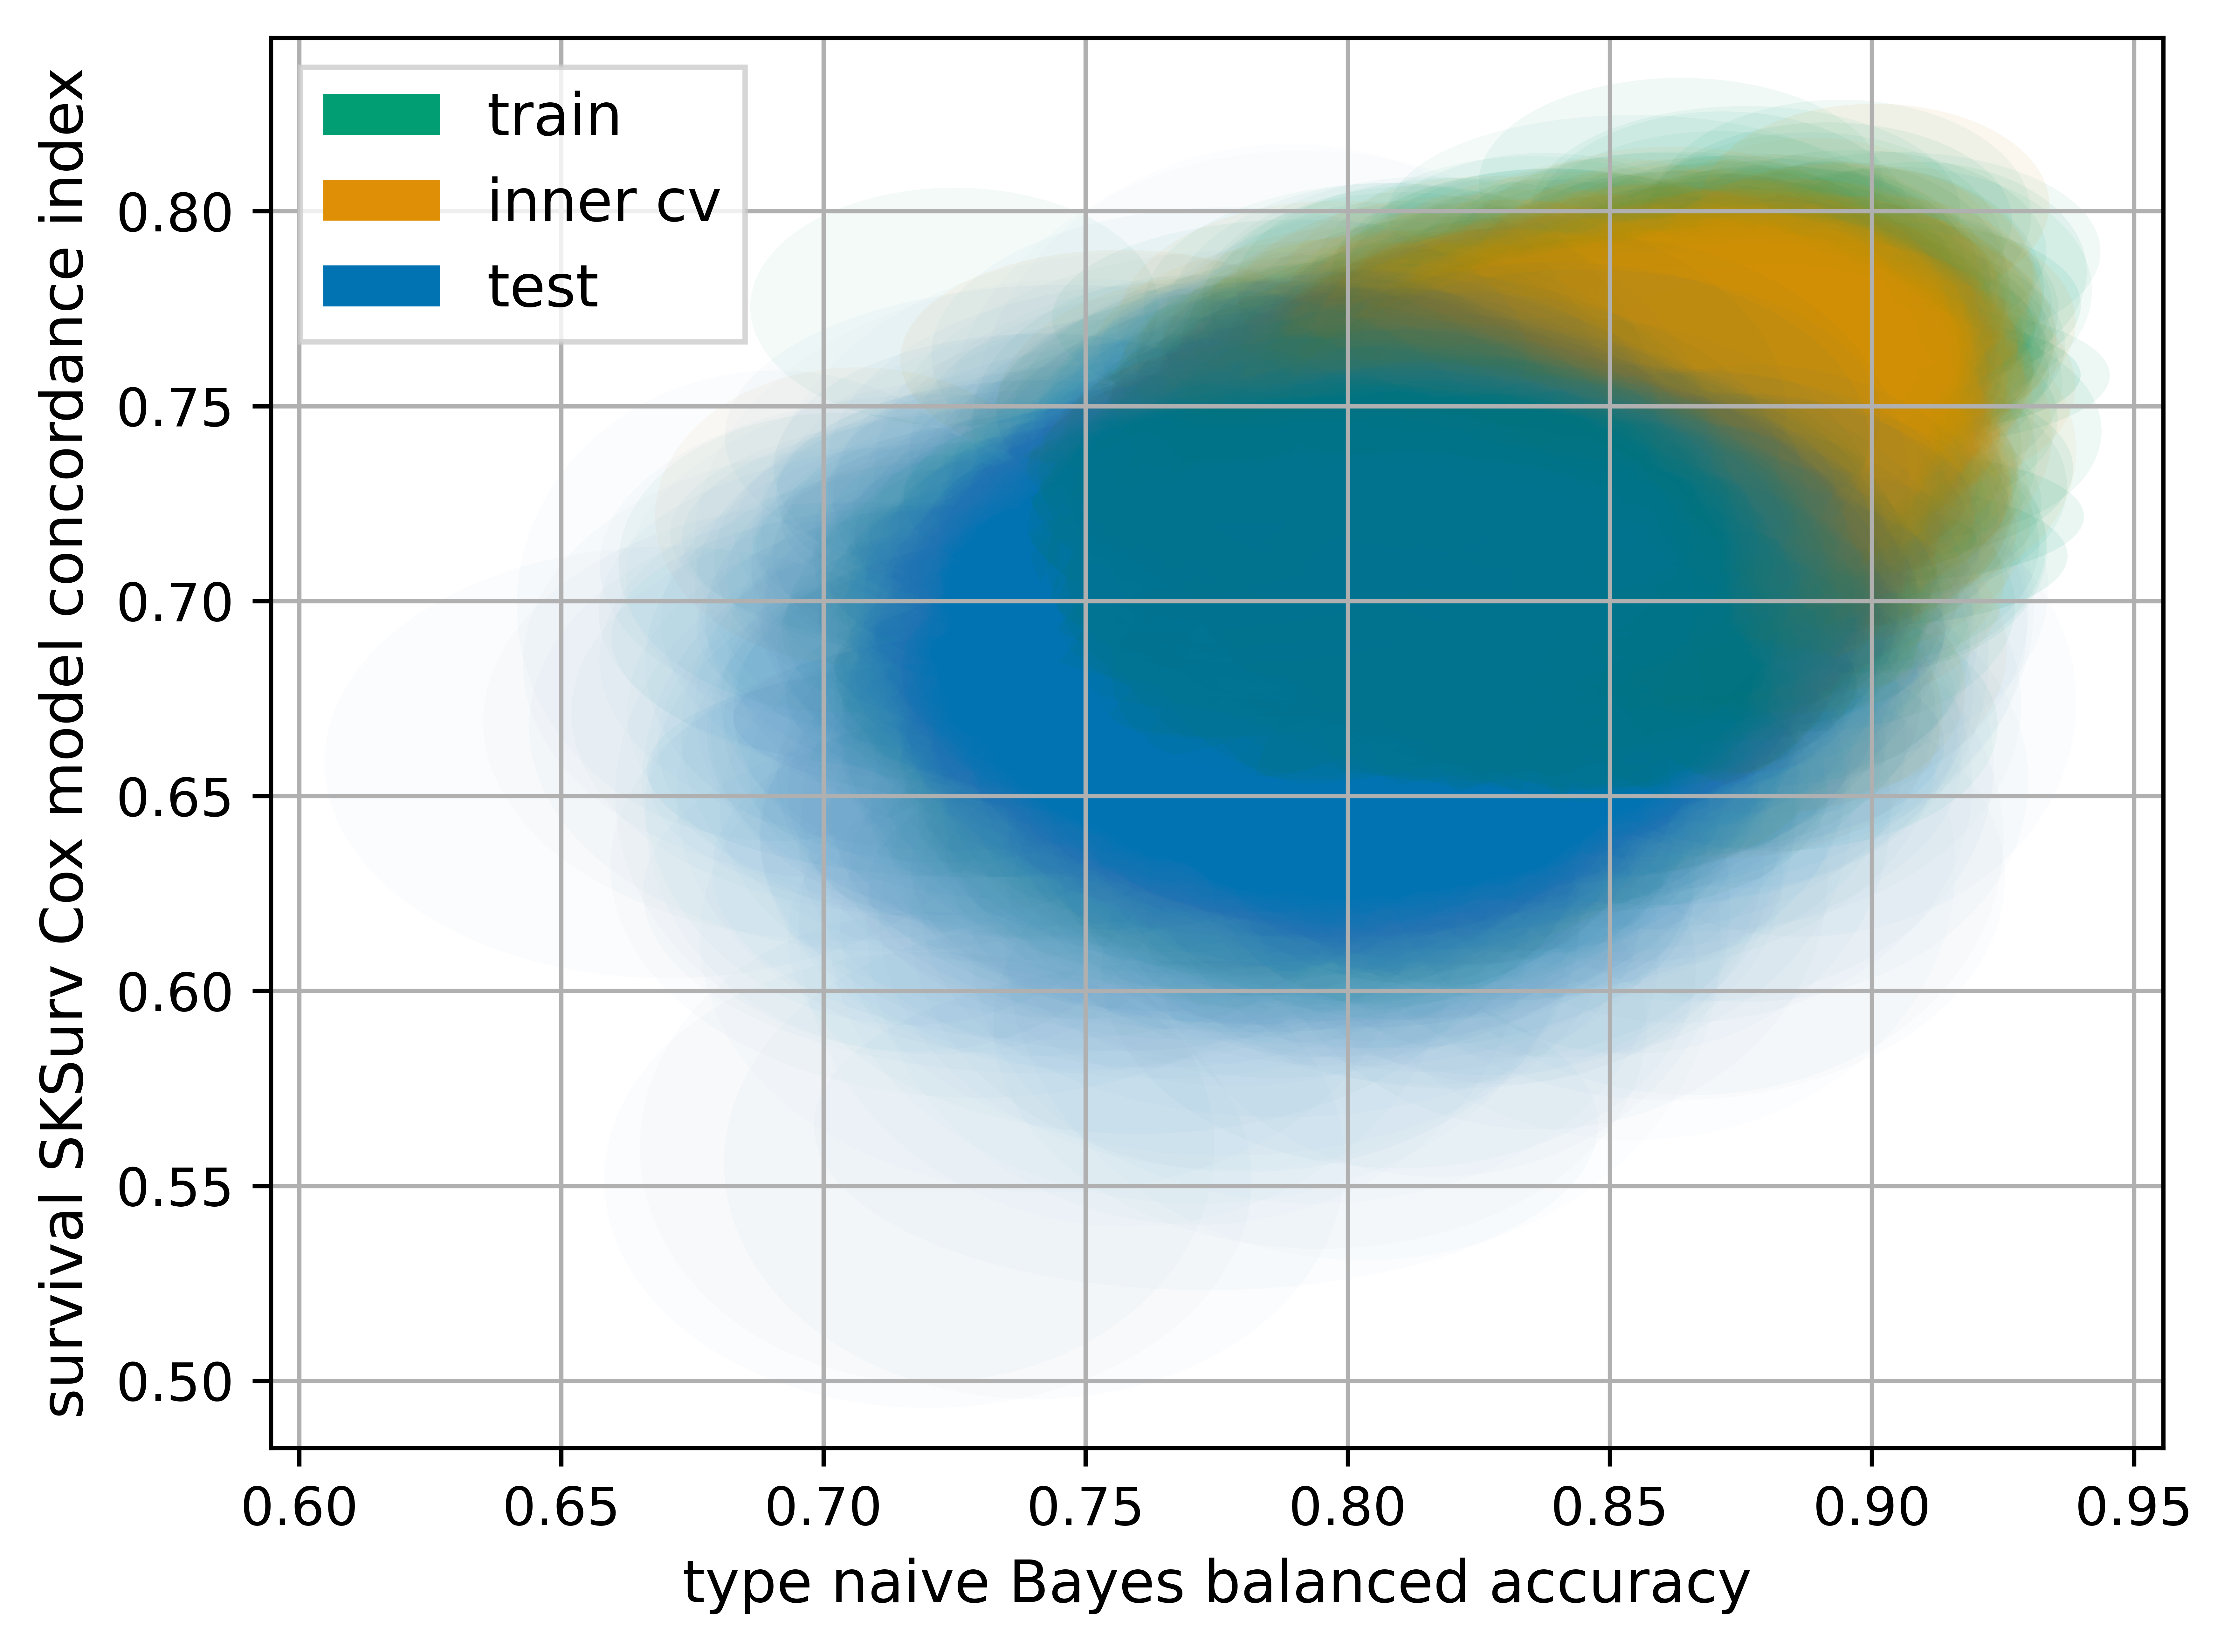 train
inner cv
test
survival SKSurv Cox model concordance index
0.80
0.75
0.70
0.65
0.60
0.55
0.50
0.60 0.65 0.70 0.75 0.80 0.85 0.90 0.95
type naive Bayes balanced accuracy